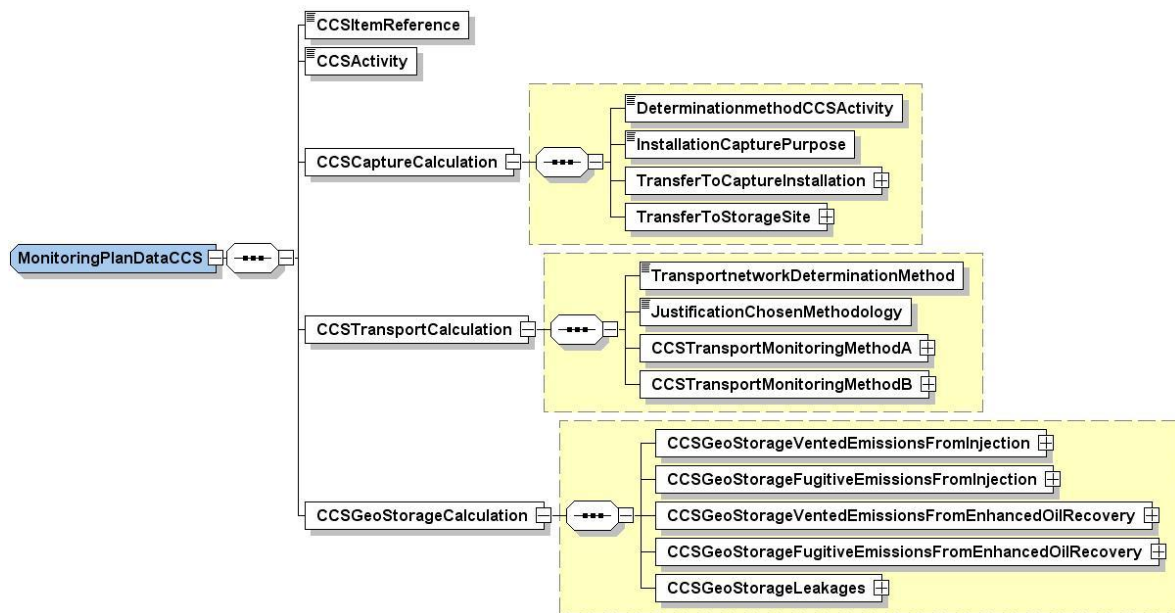 CCSItemReference
CCSActivity
DeterminationmethodCCSActivity
InstallationCapturePurpose
CCSCaptureCalculation
TransferToCaptureInstallation
TransferToStorageSite
MonitoringPlanDataCCS
TransportnetworkDeterminationMethod
JustificationChosenMethodology
CCSTransportCalculation
CCSTransportMonitoringMethodA
CCSTransportMonitoringMethodB
CCSGeoStorageVentedEmissionsFromInjection
CCSGeoStorageFugitiveEmissionsFromInjection
CCSGeoStorageCalculation
CCSGeoStorageVentedEmissionsFromEnhancedOilRecovery
CCSGeoStorageFugitiveEmissionsFromEnhancedOilRecovery
CCSGeoStorageLeakages